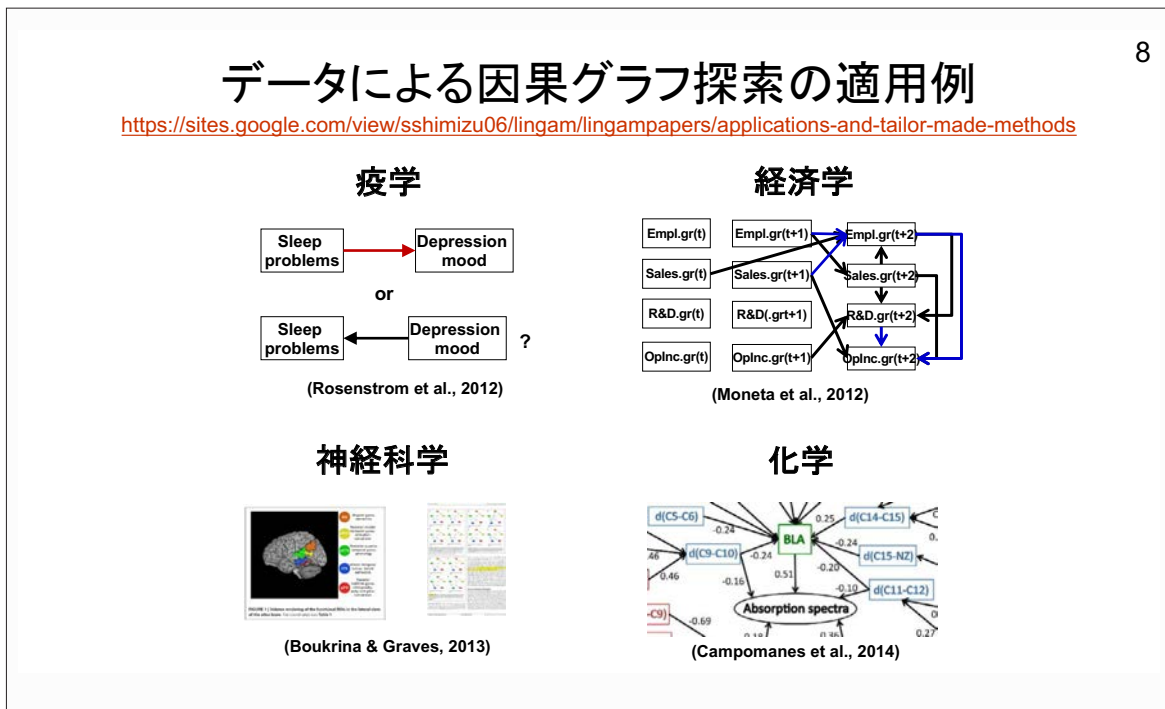 8
データによる因果グラフ探索の適用例
https://sites.google.com/view/sshimizu06/lingam/lingampapers/applications-and-tailor-made-methods
疫学
Sleep
problems
Depression
mood
or
Sleep
problems
Depression
mood
?
(Rosenstrom et al., 2012)
経済学
Empl.gr(t)
Empl.gr(t+1)
Empl.gr(t+2)
Sales.gr(t)
Sales.gr(t+1)
Sales.gr(t+2)
R&D.gr(t)
R&D(.grt+1)
R&D.gr(t+2)
OpInc.gr(t)
OpInc.gr(t+1)
OpInc.gr(t+2)
(Moneta et al., 2012)
神経科学
(Boukrina & Graves, 2013)
化学
d(C5-C6)
-0.24
0.25
d(C14-C15)
BLA
d(C9-C10)
-0.24
-0.24
d(C15-NZ)
0.46
-0.16
0.51
-0.20
-0.10
d(C11-C12)
Absorption spectra
-C9)
-0.69
0.36
0.27
(Campomanes et al., 2014)